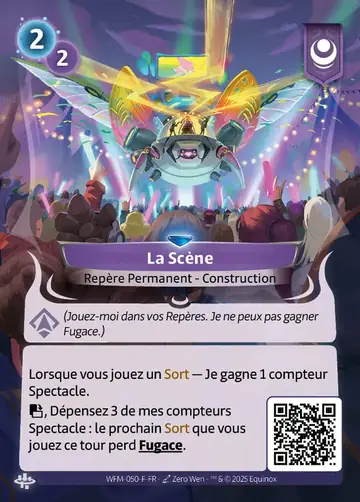 2
2
La Scène
Repère Permanent - Construction
(Jouez-moi dans vos Repères. Je ne peux pas gagner
Fugace.)
Lorsque vous jouez un Sort — Je gagne 1 compteur
Spectacle.
, Dépensez 3 de mes compteurs
Spectacle : le prochain Sort que vous
jouez ce tour perd Fugace.
WFM-050-F-FR - Zero Wen - ™ & © 2025 Equinox